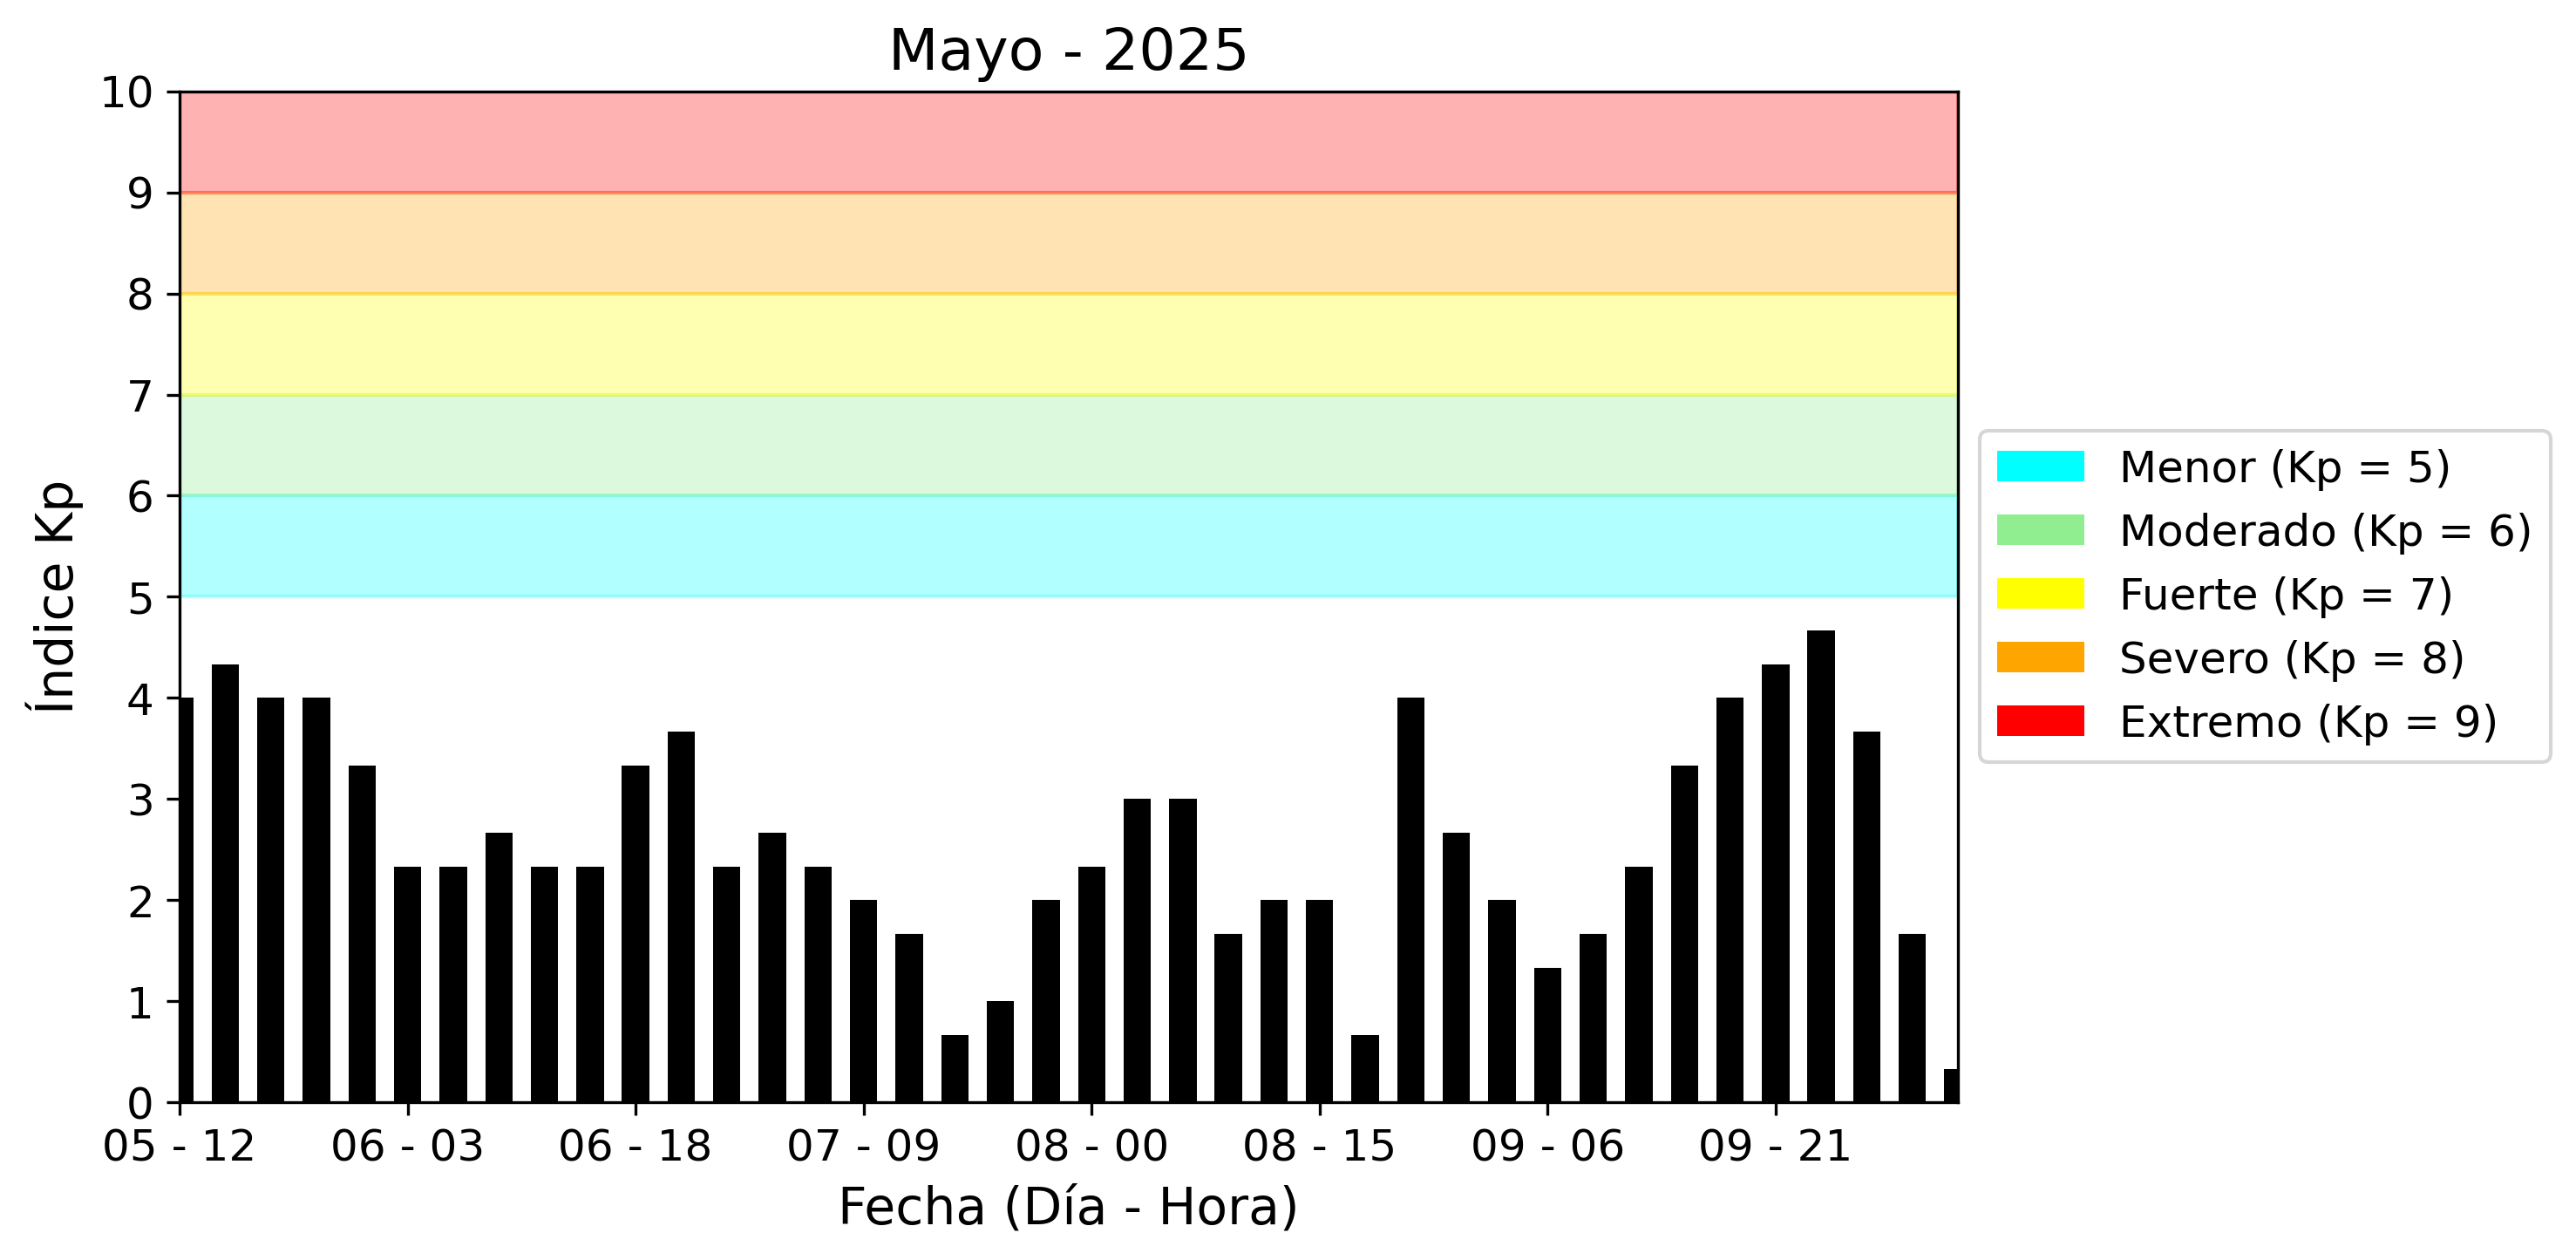 Mayo - 2025
10
9
8
7
6
5
4
3
2
1
0
Índice Kp
05 - 12
06 - 03
06 - 18
07 - 09
08 - 00
08 - 15
09 - 06
09 - 21
Fecha (Día - Hora)
Menor (Kp = 5)
Moderado (Kp = 6)
Fuerte (Kp = 7)
Severo (Kp = 8)
Extremo (Kp = 9)